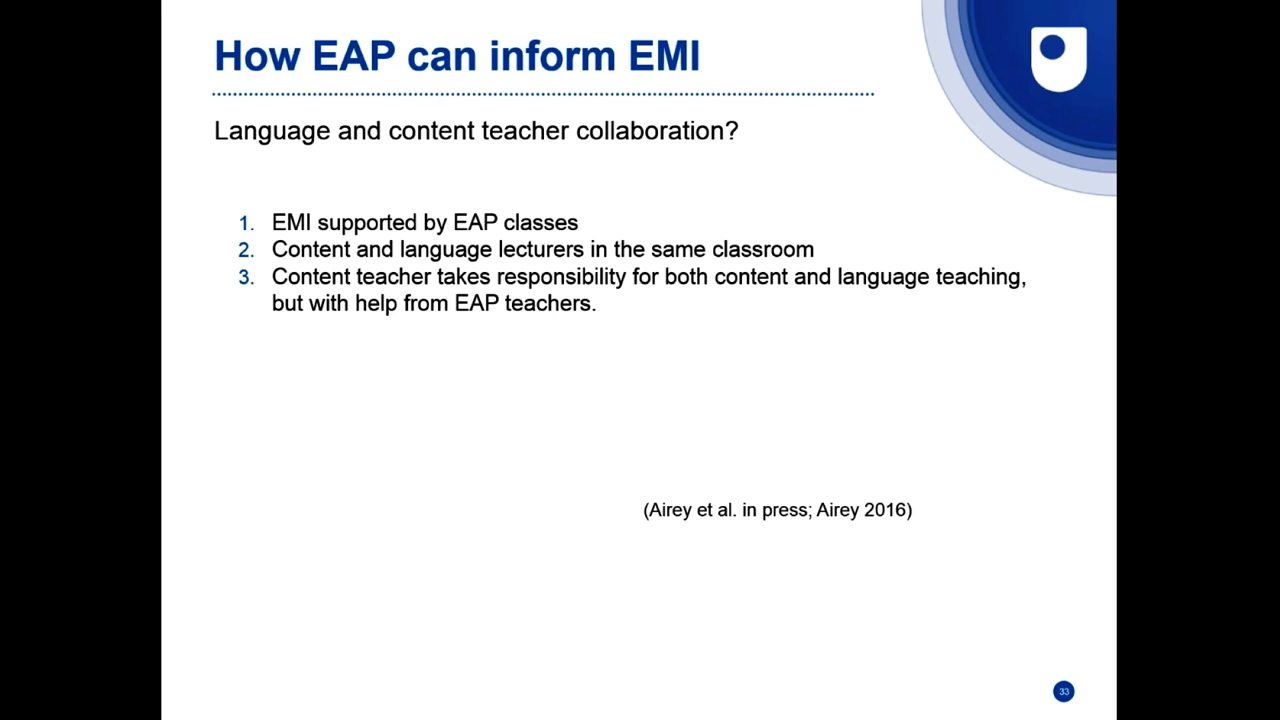 How EAP can inform EMI
Language and content teacher collaboration?
1. EMI supported by EAP classes
2. Content and language lecturers in the same classroom
3. Content teacher takes responsibility for both content and language teaching,
but with help from EAP teachers.
(Airey et al. in press; Airey 2016)
33